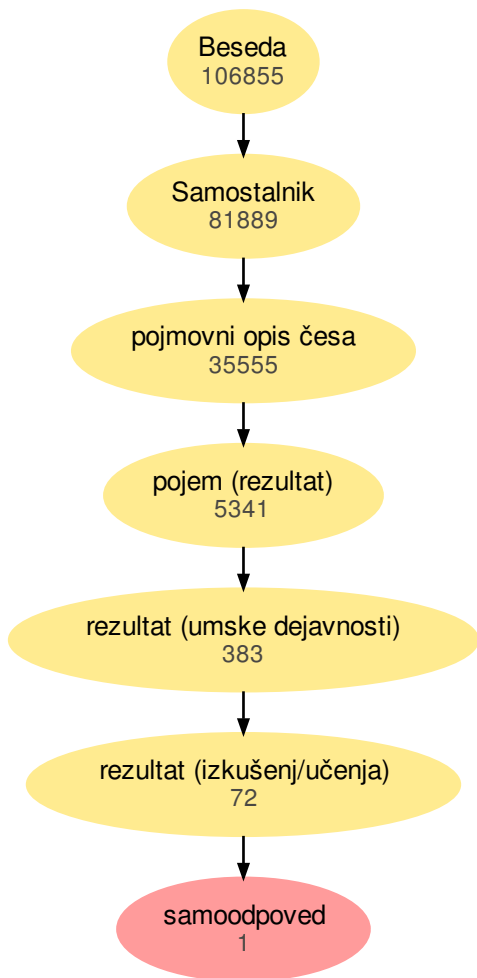 Beseda
106855
Samostalnik
81889
pojmovni opis česa
35555
pojem (rezultat)
5341
rezultat (umske dejavnosti)
383
rezultat (izkušenj/učenja)
72
samoodpoved
1